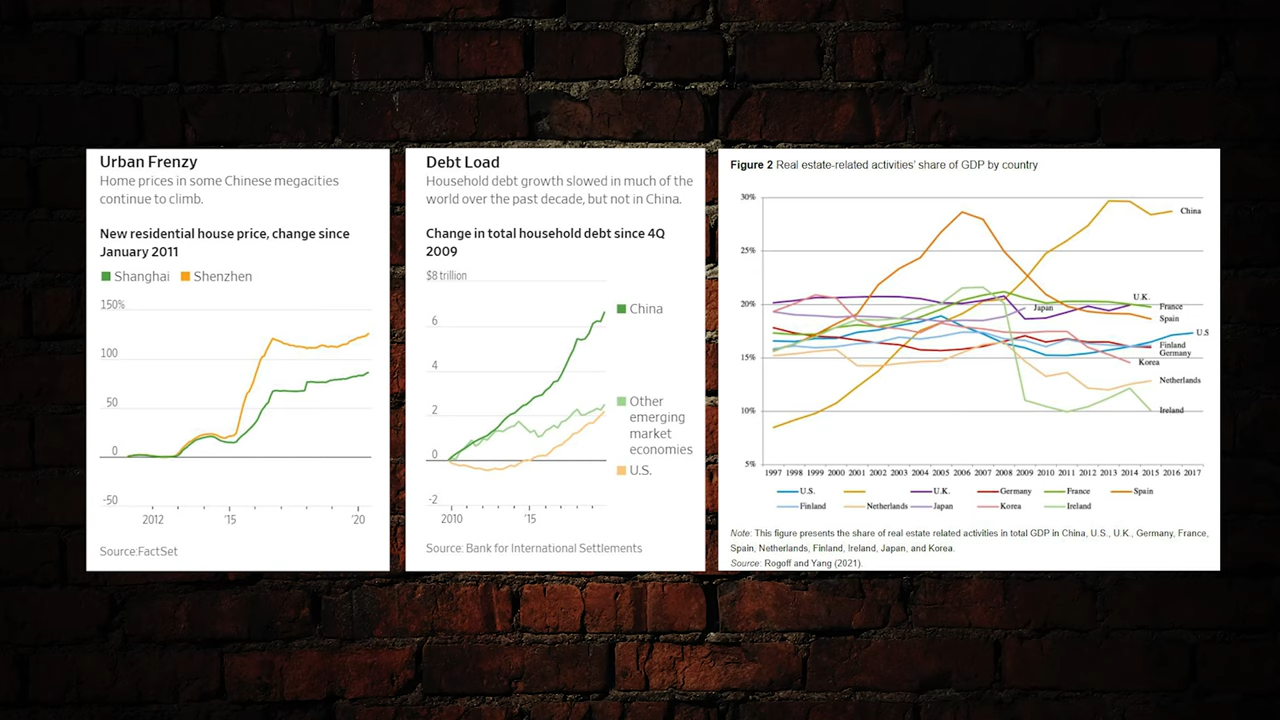 Urban Frenzy
Home prices in some Chinese megacities
continue to climb.
New residential house price, change since
January 2011
Shanghai Shenzhen
150%
100
50
0
-50
2012 '15 '20
Source:FactSet
Debt Load
Household debt growth slowed in much of the
world over the past decade, but not in China.
Change in total household debt since 4Q
2009
$8 trillion
6
4
2
0
-2
China
Other
emerging
market
economies
U.S.
2010 '15
Source: Bank for International Settlements
Figure 2 Real estate-related activities' share of GDP by country
30%
25%
20%
15%
10%
5%
China
U.K.
Japan
France
Spain
U.S
Finland
Germany
Korea
Netherlands
Ireland
1997 1998 1999 2000 2001 2002 2003 2004 2005 2006 2007 2008 2009 2010 2011 2012 2013 2014 2015 2016 2017
U.S. U.K. Germany France Spain
Finland Netherlands Japan Korea Ireland
Note: This figure presents the share of real estate related activities in total GDP in China, U.S., U.K., Germany, France,
Spain, Netherlands, Finland, Ireland, Japan, and Korea.
Source: Rogoff and Yang (2021).